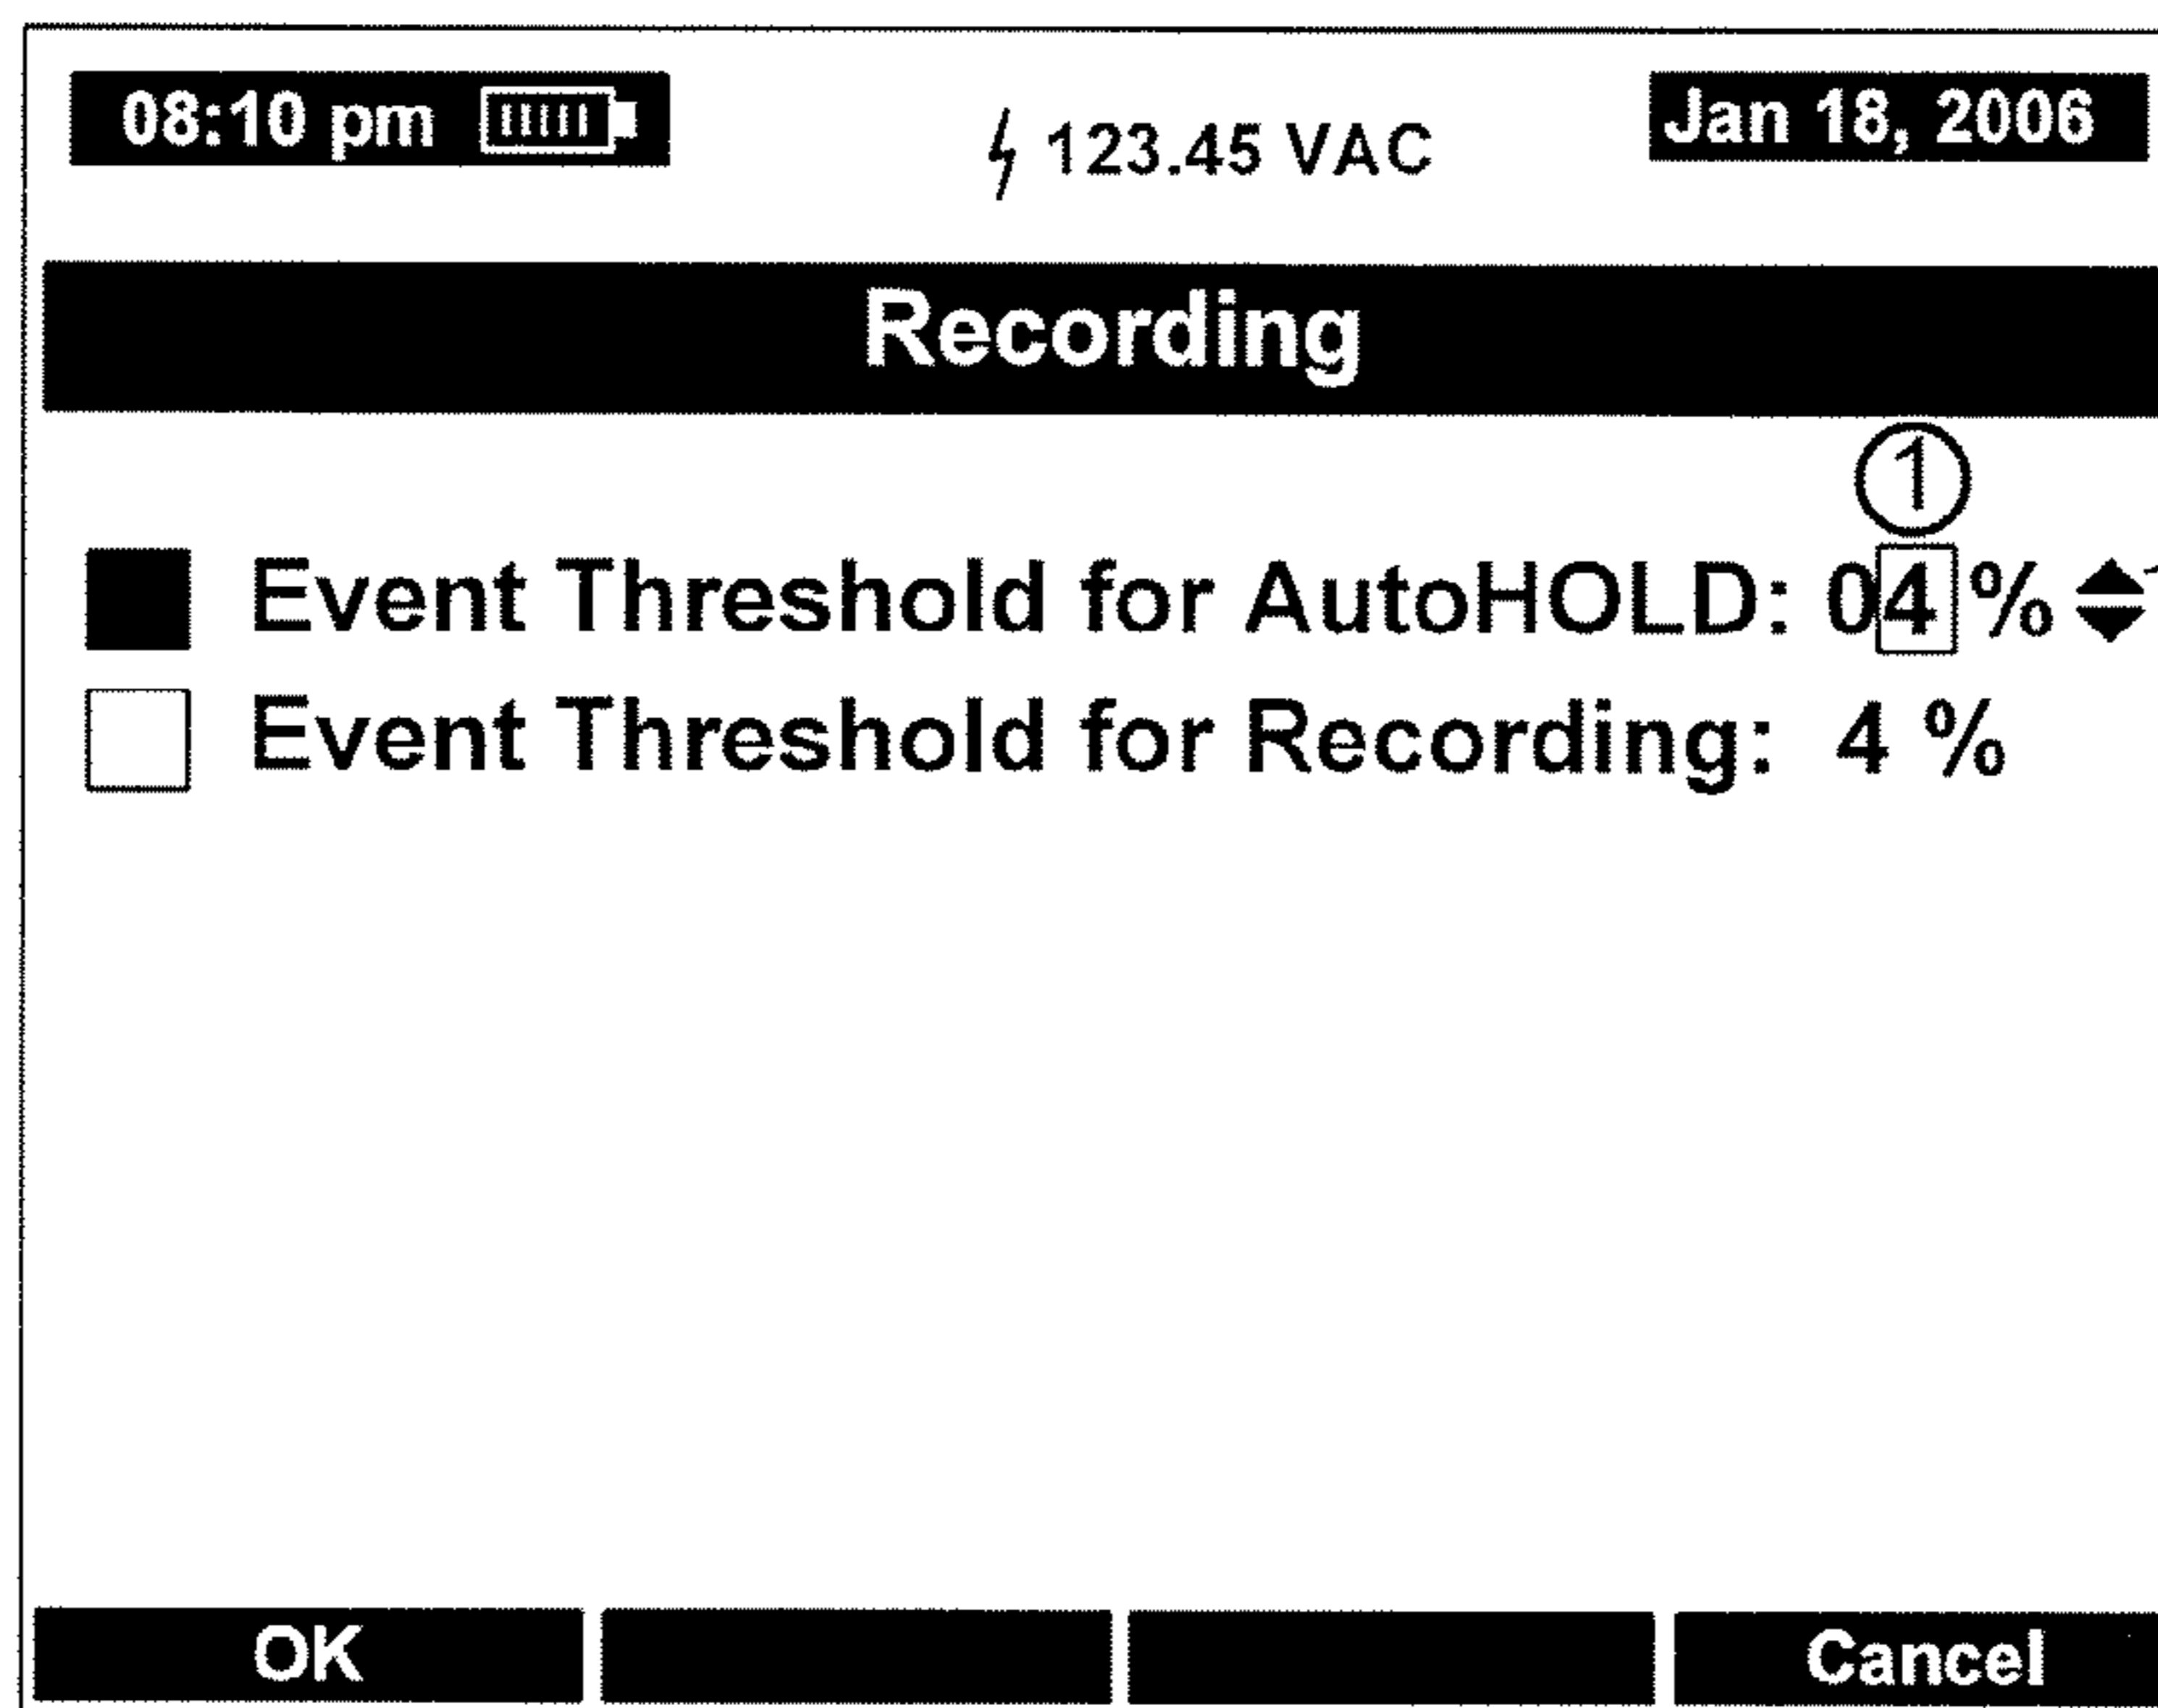 08:10 pm 123.45 VAC Jan 18, 2006
Recording
1
Event Threshold for AutoHOLD: 04 %
Event Threshold for Recording: 4 %
OK Cancel